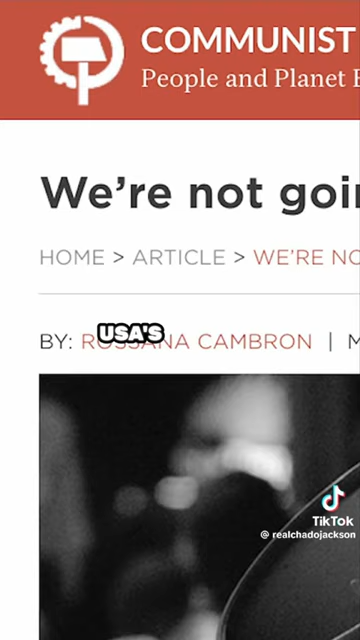 COMMUNIST
People and Planet
We're not goi
HOME > ARTICLE > WE'RE NO
BY: ROSSANA CAMBRON | M
USA'S
TikTok
@ realchadojackson